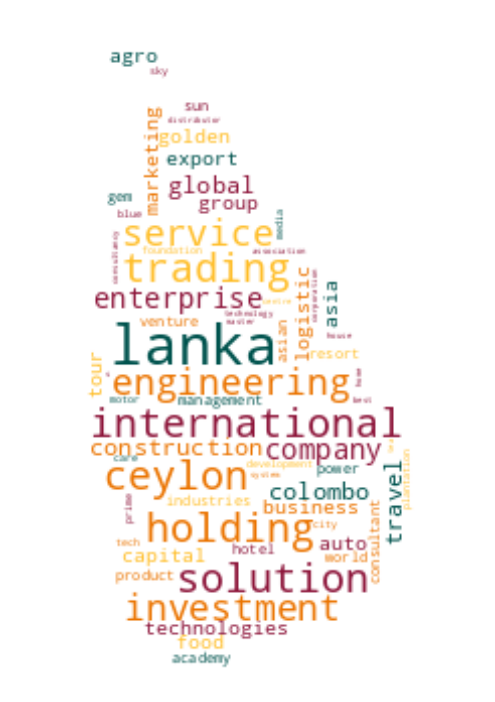 agro
sky
sun
distributor
marketing
golden
export
gem
global
group
blue
media
service
consultancy
foundation
association
trading
enterprise
centre
corporation
asia
technology
master
venture
logistic
asian
house
lanka
resort
tour
engineering
home
motor
management
best
international
construction
company
care
development
power
ceylon
system
plantation
travel
colombo
industries
prime
business
holding
city
consultant
tech
hotel
auto
capital
world
product
solution
investment
technologies
food
academy